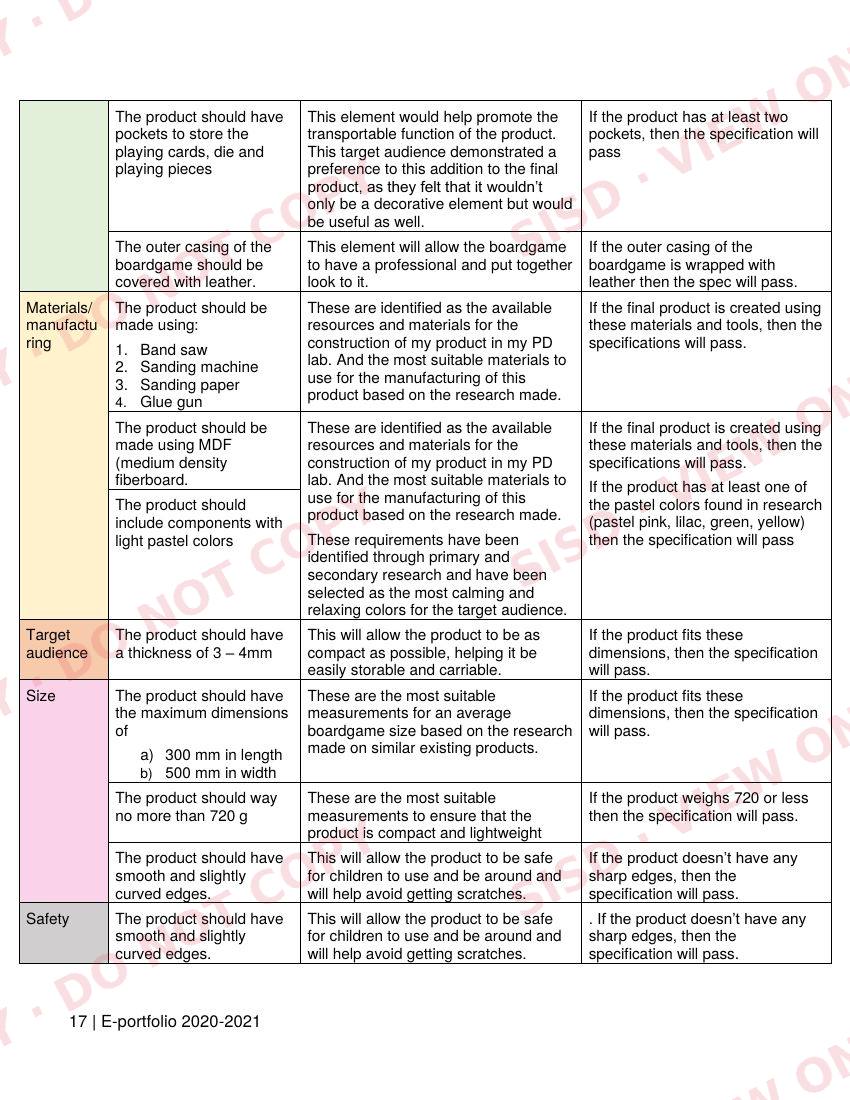 The product should have
pockets to store the
playing cards, die and
playing pieces
This element would help promote the
transportable function of the product.
This target audience demonstrated a
preference to this addition to the final
product, as they felt that it wouldn't
only be a decorative element but would
be useful as well.
If the product has at least two
pockets, then the specification will
pass
The outer casing of the
boardgame should be
covered with leather.
This element will allow the boardgame
to have a professional and put together
look to it.
If the outer casing of the
boardgame is wrapped with
leather then the spec will pass.
Materials/
manufactu
ring
The product should be
made using:
1. Band saw
2. Sanding machine
3. Sanding paper
4. Glue gun
These are identified as the available
resources and materials for the
construction of my product in my PD
lab. And the most suitable materials to
use for the manufacturing of this
product based on the research made.
If the final product is created using
these materials and tools, then the
specifications will pass.
The product should be
made using MDF
(medium density
fiberboard.
The product should
include components with
light pastel colors
These are identified as the available
resources and materials for the
construction of my product in my PD
lab. And the most suitable materials to
use for the manufacturing of this
product based on the research made.
These requirements have been
identified through primary and
secondary research and have been
selected as the most calming and
relaxing colors for the target audience.
If the final product is created using
these materials and tools, then the
specifications will pass.
If the product has at least one of
the pastel colors found in research
(pastel pink, lilac, green, yellow)
then the specification will pass
Target
audience
The product should have
a thickness of 3 – 4mm
This will allow the product to be as
compact as possible, helping it be
easily storable and carriable.
If the product fits these
dimensions, then the specification
will pass.
Size
The product should have
the maximum dimensions
of
a) 300 mm in length
b) 500 mm in width
These are the most suitable
measurements for an average
boardgame size based on the research
made on similar existing products.
If the product fits these
dimensions, then the specification
will pass.
The product should way
no more than 720 g
These are the most suitable
measurements to ensure that the
product is compact and lightweight
If the product weighs 720 or less
then the specification will pass.
The product should have
smooth and slightly
curved edges.
This will allow the product to be safe
for children to use and be around and
will help avoid getting scratches.
If the product doesn't have any
sharp edges, then the
specification will pass.
Safety
The product should have
smooth and slightly
curved edges.
This will allow the product to be safe
for children to use and be around and
will help avoid getting scratches.
. If the product doesn't have any
sharp edges, then the
specification will pass.
17 | E-portfolio 2020-2021
SISD · VIEW ONLY · DO NOT COPY